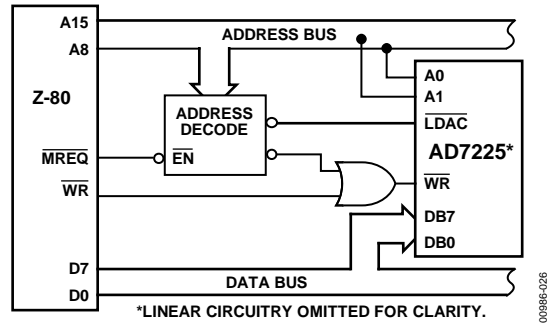 A15
ADDRESS BUS
A8
Z-80
ADDRESS
DECODE
EN
MREQ
WR
A0
A1
LDAC
AD7225*
WR
DB7
DB0
D7
DATA BUS
D0
*LINEAR CIRCUITRY OMITTED FOR CLARITY.
00986-026